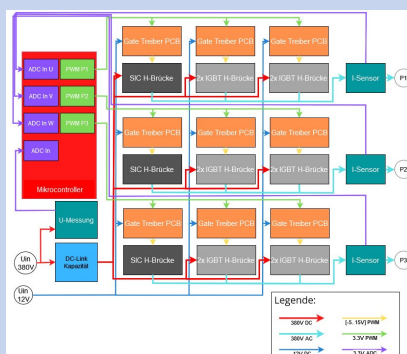 Gate Treiber PCB Gate Treiber PCB Gate Treiber PCB
ADC In U PWM P1
SIC H-Brücke 2x IGBT H-Brücke 2x IGBT H-Brücke I-Sensor P1
ADC In V PWM P2
ADC In W PWM P3
Gate Treiber PCB Gate Treiber PCB Gate Treiber PCB
ADC In
SIC H-Brücke 2x IGBT H-Brücke 2x IGBT H-Brücke I-Sensor P2
Mikrocontroller
U-Messung
Gate Treiber PCB Gate Treiber PCB Gate Treiber PCB
Uin
380V
DC-Link
Kapazität
SIC H-Brücke 2x IGBT H-Brücke 2x IGBT H-Brücke I-Sensor P3
Uin
12V
Legende:
380V DC [-5, 15V] PWM
380V AC 3.3V PWM
12V DC 3.3V ADC